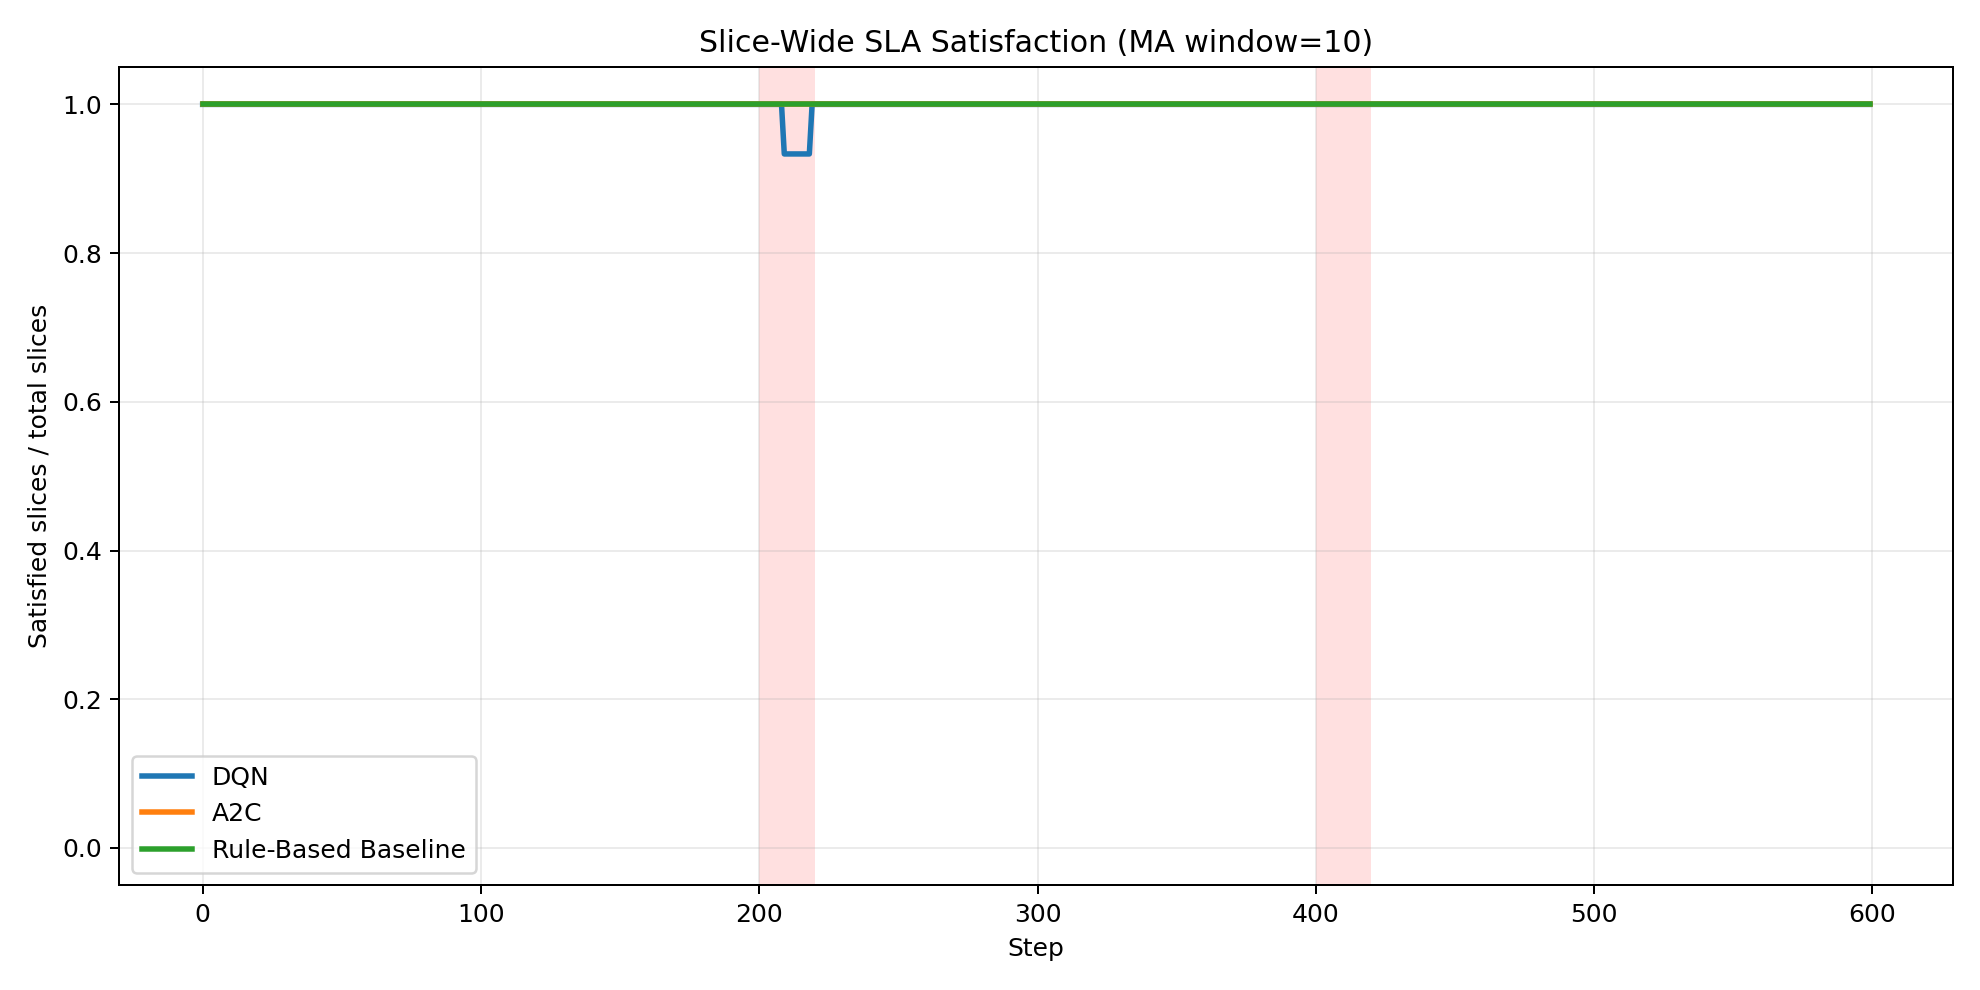 Slice-Wide SLA Satisfaction (MA window=10)
Satisfied slices / total slices
1.0
0.8
0.6
0.4
0.2
0.0
DQN
A2C
Rule-Based Baseline
0 100 200 300 400 500 600
Step